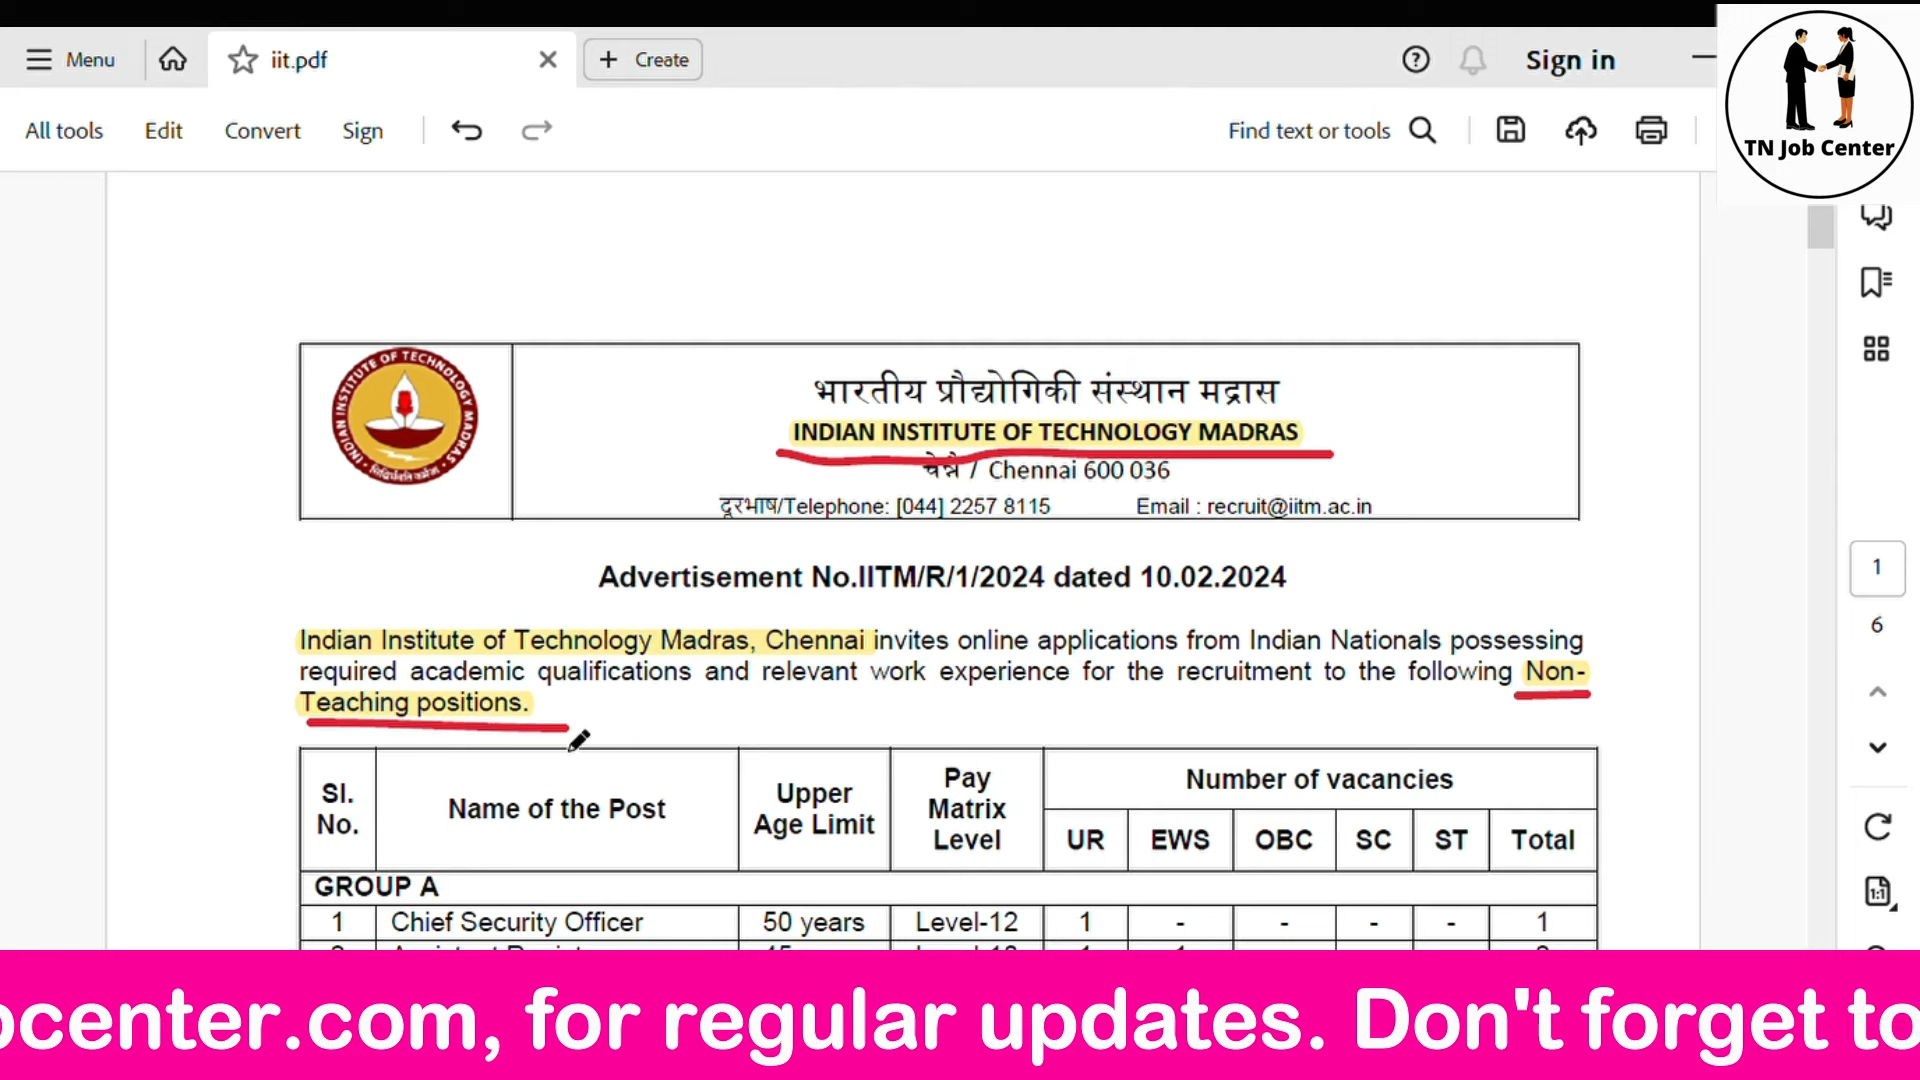 Menu
iit.pdf
Create
Sign in
All tools
Edit
Convert
Sign
Find text or tools
TN Job Center
INDIAN INSTITUTE OF TECHNOLOGY MADRAS
भारतीय प्रौद्योगिकी संस्थान मद्रास
INDIAN INSTITUTE OF TECHNOLOGY MADRAS
चेन्नै / Chennai 600 036
दूरभाष/Telephone: [044] 2257 8115 Email : recruit@iitm.ac.in
Advertisement No.IITM/R/1/2024 dated 10.02.2024
Indian Institute of Technology Madras, Chennai invites online applications from Indian Nationals possessing
required academic qualifications and relevant work experience for the recruitment to the following Non-
Teaching positions.
Sl. No. Name of the Post Upper Age Limit Pay Matrix Level Number of vacancies
UR EWS OBC SC ST Total
GROUP A
1 Chief Security Officer 50 years Level-12 1 - - - - 1
1
6
center.com, for regular updates. Don't forget to